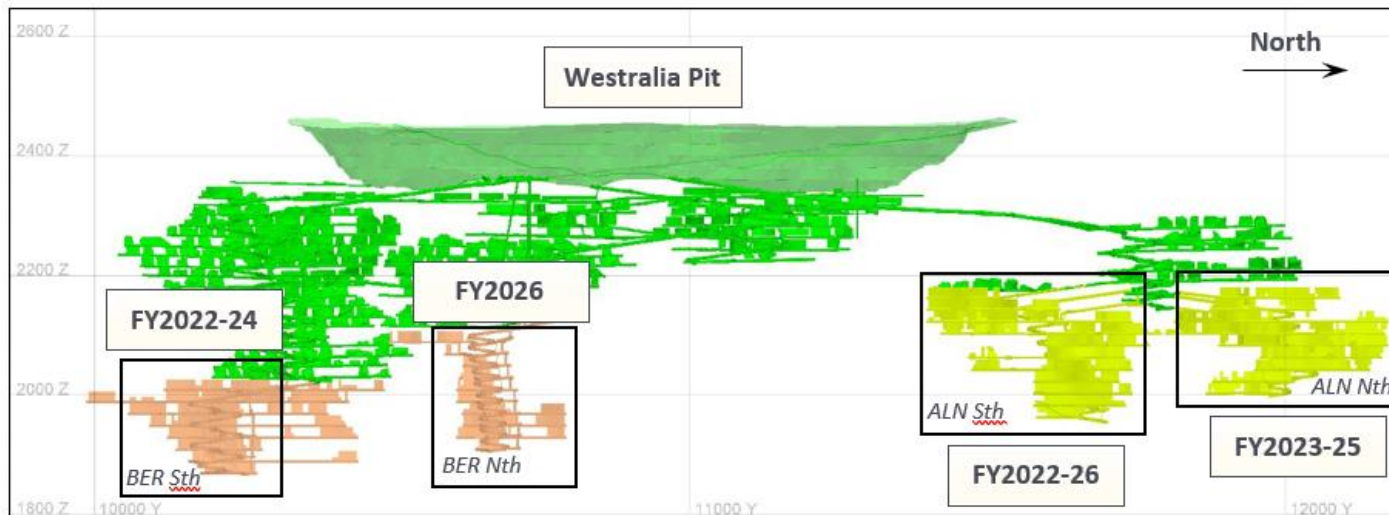 2600 Z
North
Westralia Pit
2400 Z
2200 Z
FY2026
FY2022-24
2000 Z
ALN Nth
ALN Sth
BER Nth
BER Sth
FY2023-25
FY2022-26
1800 Z
10000 Y
11000 Y
12000 Y